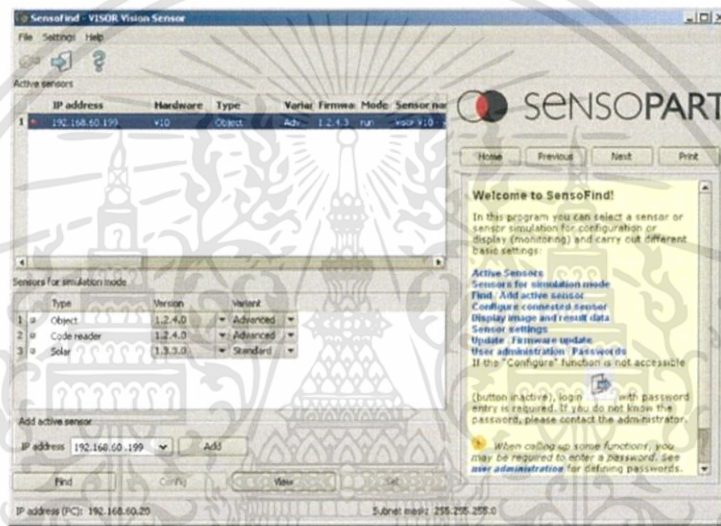 SensoFind - VISOR Vision Sensor
File Settings Help
Active sensors
IP address Hardware Type Variar Firmwa: Mode Sensor nar
1 192.168.60.199 V10 Object Adv... 1.2.4.3 run
SENSOPART
Home Previous Next Print
Welcome to SensoFind!
In this program you can select a sensor or
sensor simulation for configuration or
display (monitoring) and carry out different
basic settings:
Active Sensors
Sensors for simulation mode
Find / Add active sensor
Configure connected sensor
Display image and result data
Sensor settings
Update / Firmware update
User administration / Passwords
If the "Configure" function is not accessible
(button inactive), login with password
entry is required. If you do not know the
password, please contact the administrator.
When calling up some functions, you
may be required to enter a password. See
user administration for defining passwords.
Sensors for simulation mode
Type Version Variant
1 Object 1.2.4.0 Advanced
2 Code reader 1.2.4.0 Advanced
3 Solar 1.3.3.0 Standard
Add active sensor
IP address 192.168.60.199 Add
Find Config View Set
IP address (PC): 192.168.60.20 Subnet mask: 255.255.255.0